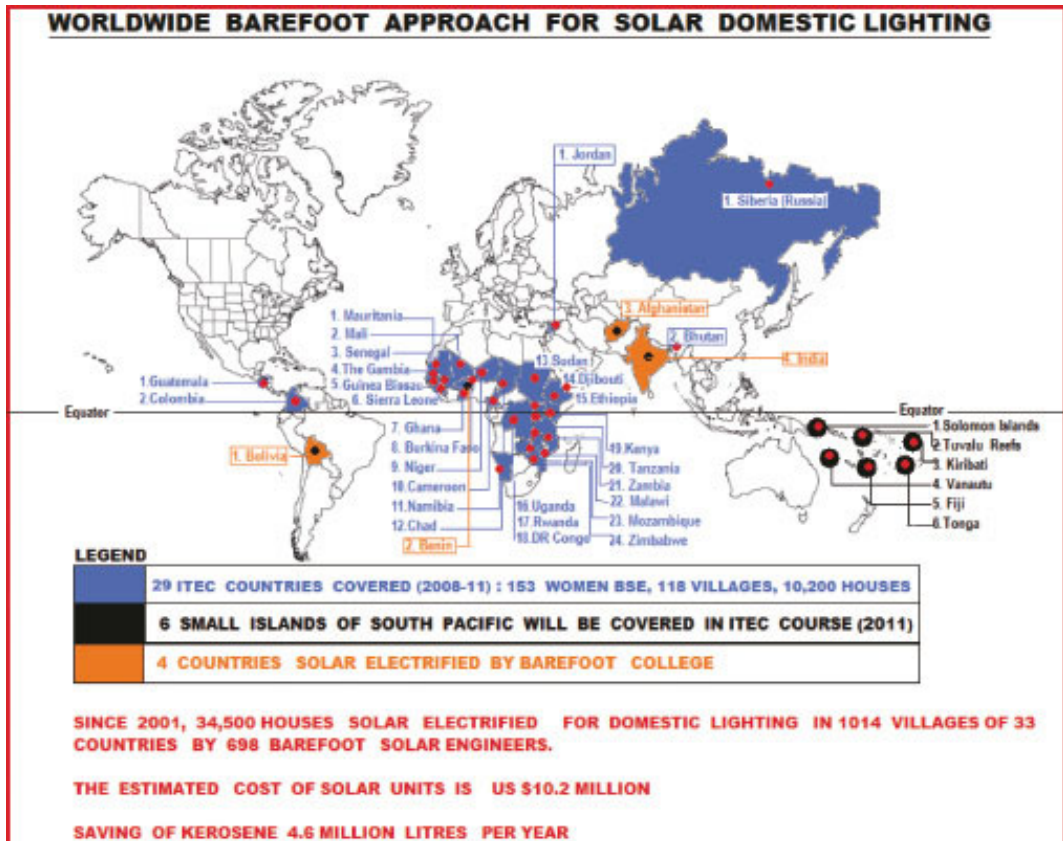 WORLDWIDE BAREFOOT APPROACH FOR SOLAR DOMESTIC LIGHTING
1. Jordan
1. Siberia (Russia)
3. Afghanistan
2. Bhutan
4. India
1. Mauritania
2. Mali
3. Senegal
4. The Gambia
5. Guinea Bissau
6. Sierra Leone
13. Sudan
14. Djibouti
15. Ethiopia
1. Guatemala
2. Colombia
Equator
Equator
1. Solomon Islands
2 Tuvalu Reefs
3. Kiribati
4. Vanautu
5. Fiji
6. Tonga
1. Bolivia
7. Ghana
8. Burkina Faso
9. Niger
10. Cameroon
11. Namibia
12. Chad
2. Benin
16. Uganda
17. Rwanda
18. DR Congo
19. Kenya
20. Tanzania
21. Zambia
22. Malawi
23. Mozambique
24. Zimbabwe
LEGEND
29 ITEC COUNTRIES COVERED (2008-11) : 153 WOMEN BSE, 118 VILLAGES, 10,200 HOUSES
6 SMALL ISLANDS OF SOUTH PACIFIC WILL BE COVERED IN ITEC COURSE (2011)
4 COUNTRIES SOLAR ELECTRIFIED BY BAREFOOT COLLEGE
SINCE 2001, 34,500 HOUSES SOLAR ELECTRIFIED FOR DOMESTIC LIGHTING IN 1014 VILLAGES OF 33
COUNTRIES BY 698 BAREFOOT SOLAR ENGINEERS.
THE ESTIMATED COST OF SOLAR UNITS IS US $10.2 MILLION
SAVING OF KEROSENE 4.6 MILLION LITRES PER YEAR